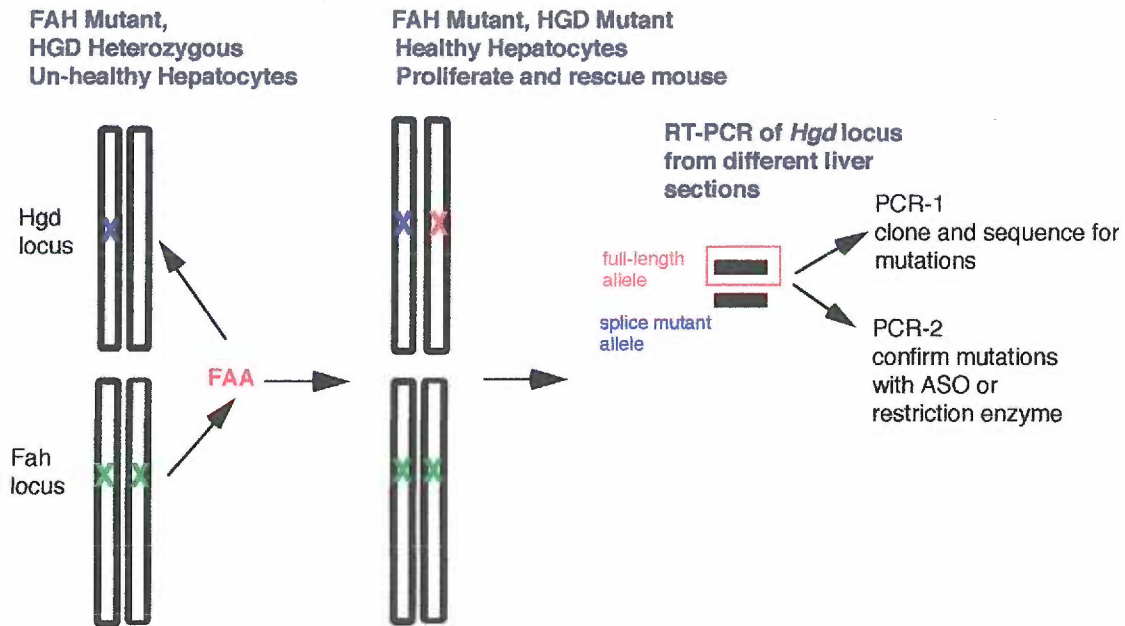 FAH Mutant,
HGD Heterozygous
Un-healthy Hepatocytes
FAH Mutant, HGD Mutant
Healthy Hepatocytes
Proliferate and rescue mouse
RT-PCR of Hgd locus
from different liver
sections
Hgd
locus
X
X
X
full-length
allele
splice mutant
allele
PCR-1
clone and sequence for
mutations
PCR-2
confirm mutations
with ASO or
restriction enzyme
FAA
Fah
locus
X
X
X
X